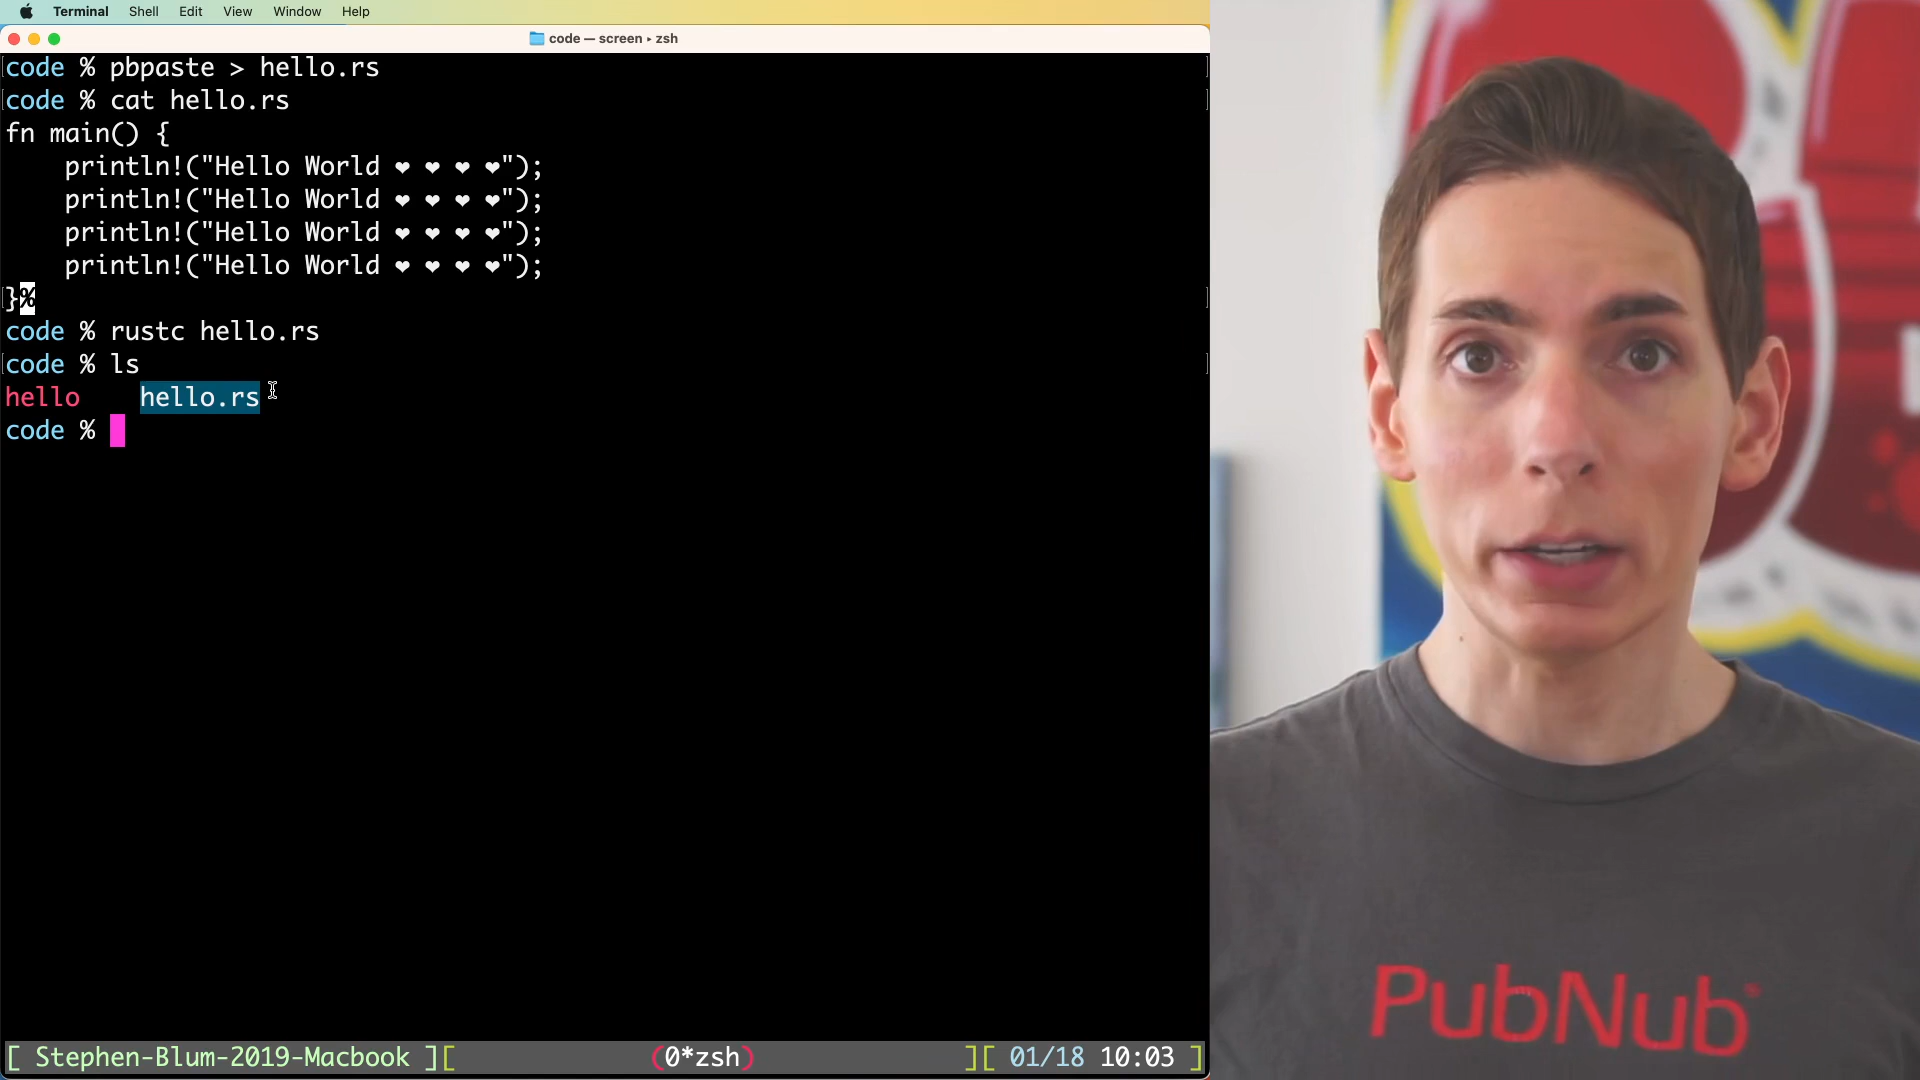 Terminal Shell Edit View Window Help
code — screen ▸ zsh
code % pbpaste > hello.rs
code % cat hello.rs
fn main() {
    println!("Hello World ❤ ❤ ❤ ❤");
    println!("Hello World ❤ ❤ ❤ ❤");
    println!("Hello World ❤ ❤ ❤ ❤");
    println!("Hello World ❤ ❤ ❤ ❤");
}%
code % rustc hello.rs
code % ls
hello    hello.rs
code %
[ Stephen-Blum-2019-Macbook ][ (0*zsh) ][ 01/18 10:03 ]
PubNub